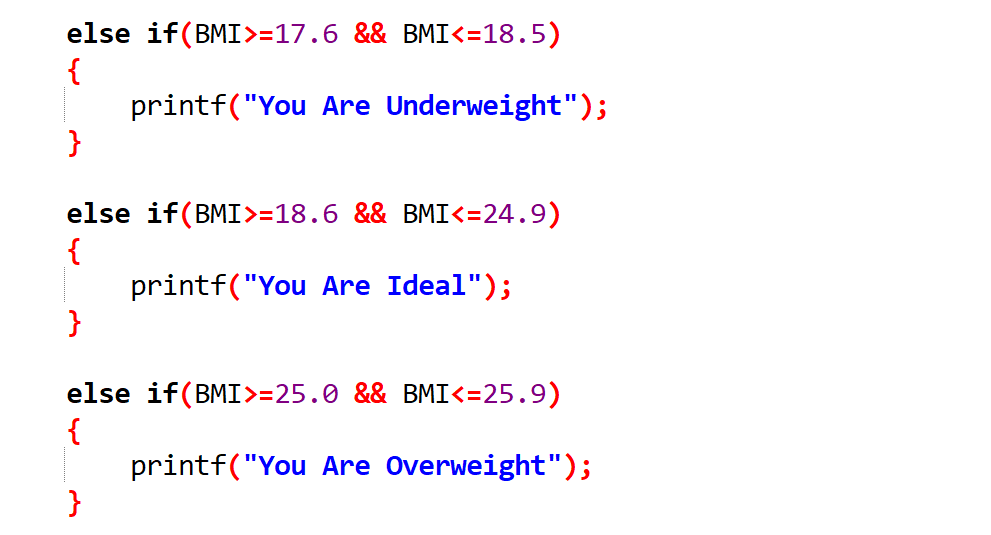 else if(BMI>=17.6 && BMI<=18.5)
{
    printf("You Are Underweight");
}
else if(BMI>=18.6 && BMI<=24.9)
{
    printf("You Are Ideal");
}
else if(BMI>=25.0 && BMI<=25.9)
{
    printf("You Are Overweight");
}